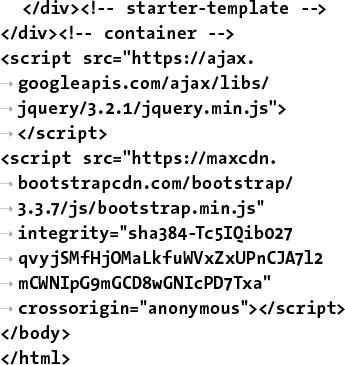 </div><!-- starter-template -->
</div><!-- container -->
<script src="https://ajax.
→ googleapis.com/ajax/libs/
→ jquery/3.2.1/jquery.min.js">
→ </script>
<script src="https://maxcdn.
→ bootstrapcdn.com/bootstrap/
→ 3.3.7/js/bootstrap.min.js"
→ integrity="sha384-Tc5IQib027
→ qvyjSMfHjOMaLkfuWVxZxUPnCJA7l2
→ mCWNIpG9mGCD8wGNIcPD7Txa"
→ crossorigin="anonymous"></script>
</body>
</html>